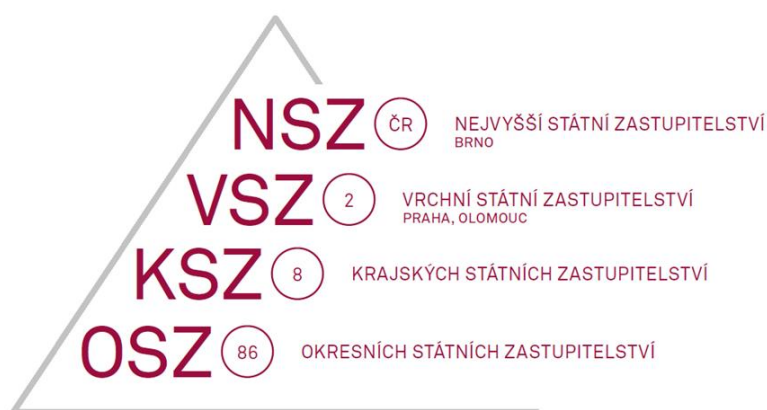 NSZ ČR NEJVYŠŠÍ STÁTNÍ ZASTUPITELSTVÍ
BRNO
VSZ 2 VRCHNÍ STÁTNÍ ZASTUPITELSTVÍ
PRAHA, OLOMOUC
KSZ 8 KRAJSKÝCH STÁTNÍCH ZASTUPITELSTVÍ
OSZ 86 OKRESNÍCH STÁTNÍCH ZASTUPITELSTVÍ